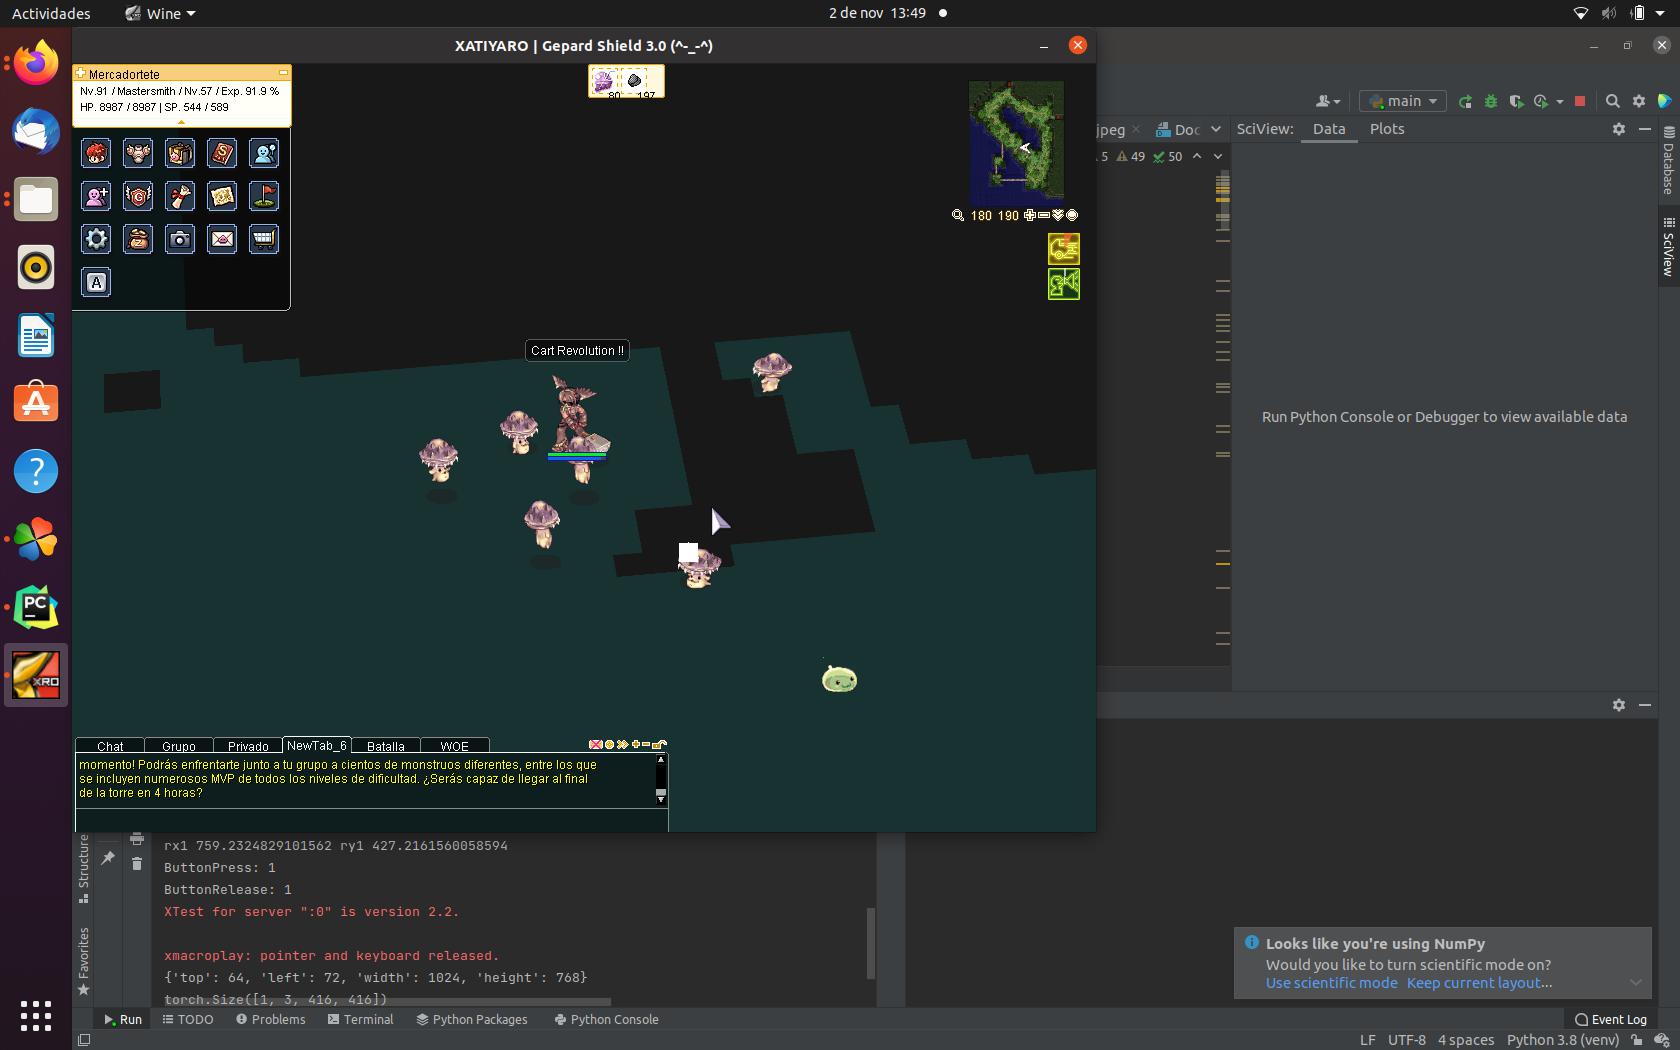 Actividades
Wine
2 de nov 13:49
XATIYARO | Gepard Shield 3.0 (^-_-^)
Mercadortete
Nv.91 / Mastersmith / Nv.57 / Exp. 91.9 %
HP. 8987 / 8987 | SP. 544 / 589
80 197
S
G
Z
A
180 190
Cart Revolution !!
main
jpeg
Doc
SciView:
Data
Plots
5
49
50
Database
SciView
Run Python Console or Debugger to view available data
PC
XRO
Chat
Grupo
Privado
NewTab_6
Batalla
WOE
momento! Podrás enfrentarte junto a tu grupo a cientos de monstruos diferentes, entre los que
se incluyen numerosos MVP de todos los niveles de dificultad. ¿Serás capaz de llegar al final
de la torre en 4 horas?
Structure
Favorites
rx1 759.2324829101562 ry1 427.2161560058594
ButtonPress: 1
ButtonRelease: 1
XTest for server ":0" is version 2.2.
xmacroplay: pointer and keyboard released.
{'top': 64, 'left': 72, 'width': 1024, 'height': 768}
torch.Size([1, 3, 416, 416])
Looks like you're using NumPy
Would you like to turn scientific mode on?
Use scientific mode Keep current layout...
Run
TODO
Problems
Terminal
Python Packages
Python Console
Event Log
LF UTF-8 4 spaces Python 3.8 (venv)